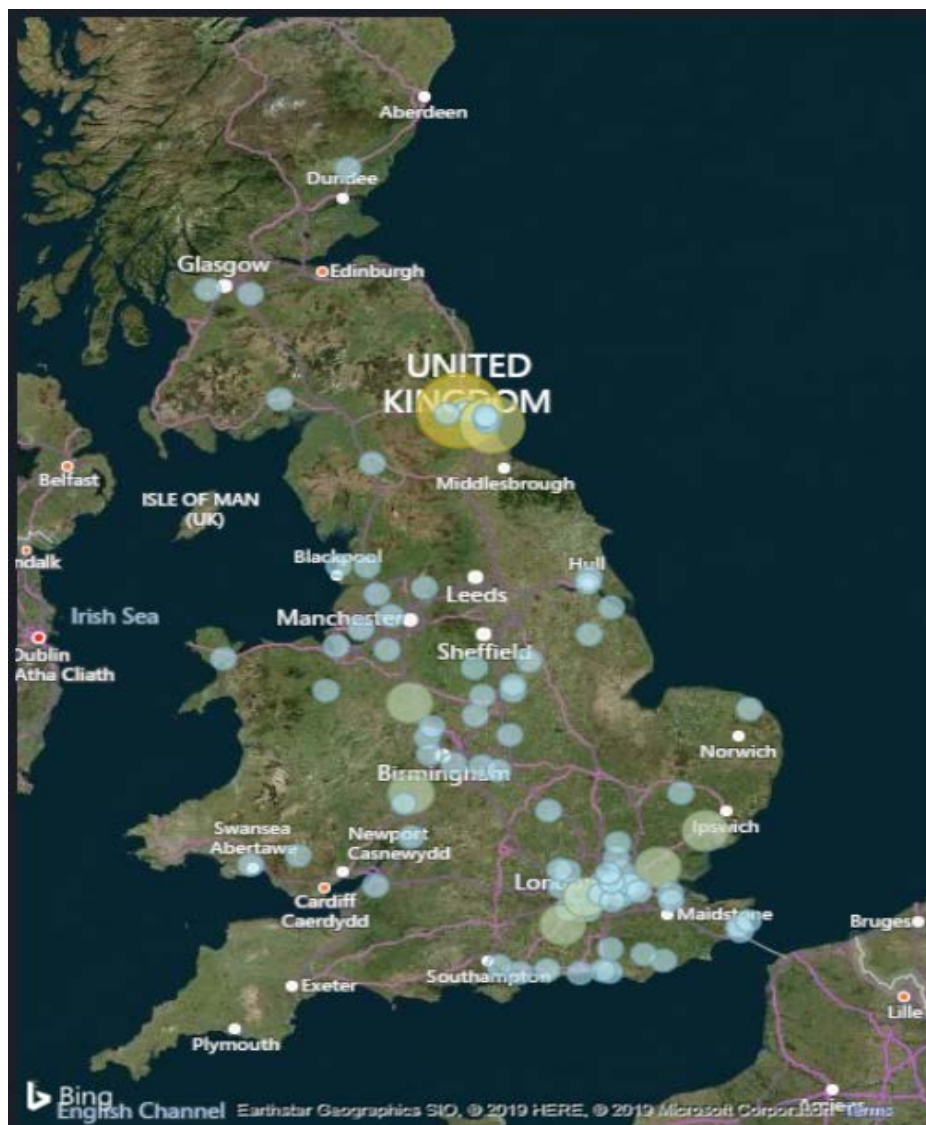 Aberdeen
Dundee
Glasgow
Edinburgh
UNITED
KINGDOM
Belfast
Middlesbrough
ISLE OF MAN
(UK)
ndalk
Blackpool
Hull
Leeds
Irish Sea
Manchester
Dublin
Sheffield
Atha Cliath
Norwich
Birmingham
Ipswich
Swansea
Abertawe
Newport
Casnewydd
London
Cardiff
Caerdydd
Maidstone
Bruges
Southampton
Exeter
Lille
Plymouth
Bing
English Channel
Earthstar Geographics SIO, © 2019 HERE, © 2019 Microsoft Corporation Terms
Amiens